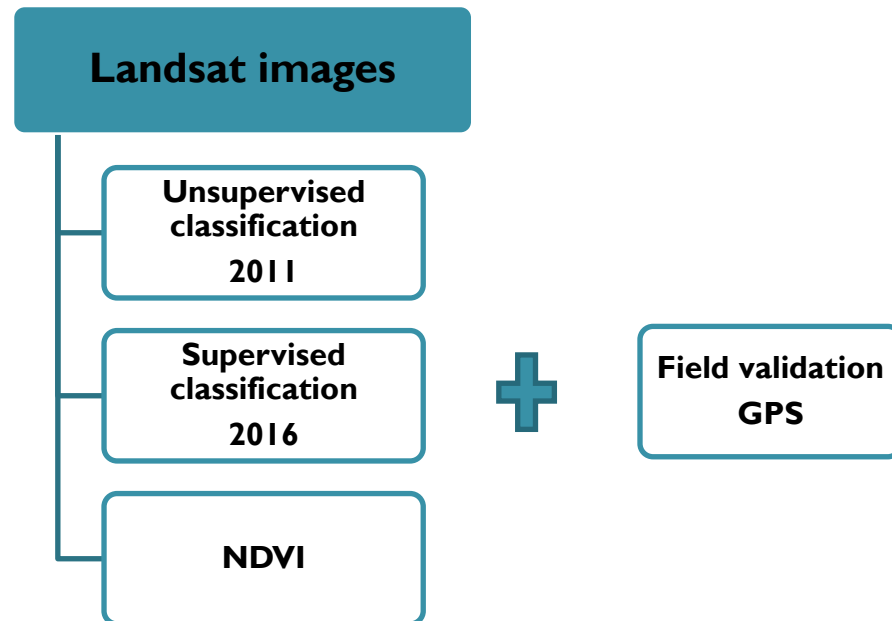 Landsat images
Unsupervised
classification
2011
Supervised
classification
2016
Field validation
GPS
NDVI